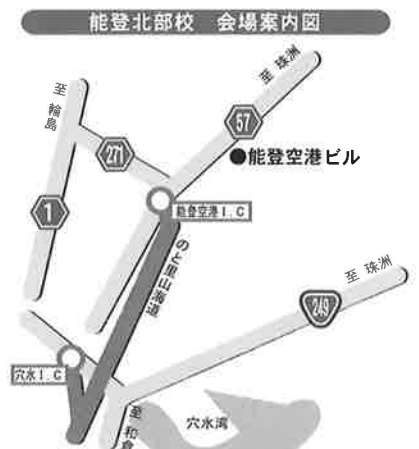 能登北部校 会場案内図
至 珠洲
至 輪島
57
271
●能登空港ビル
1
能登空港I.C
のと里山海道
至 珠洲
249
穴水I.C
至 和倉
穴水湾